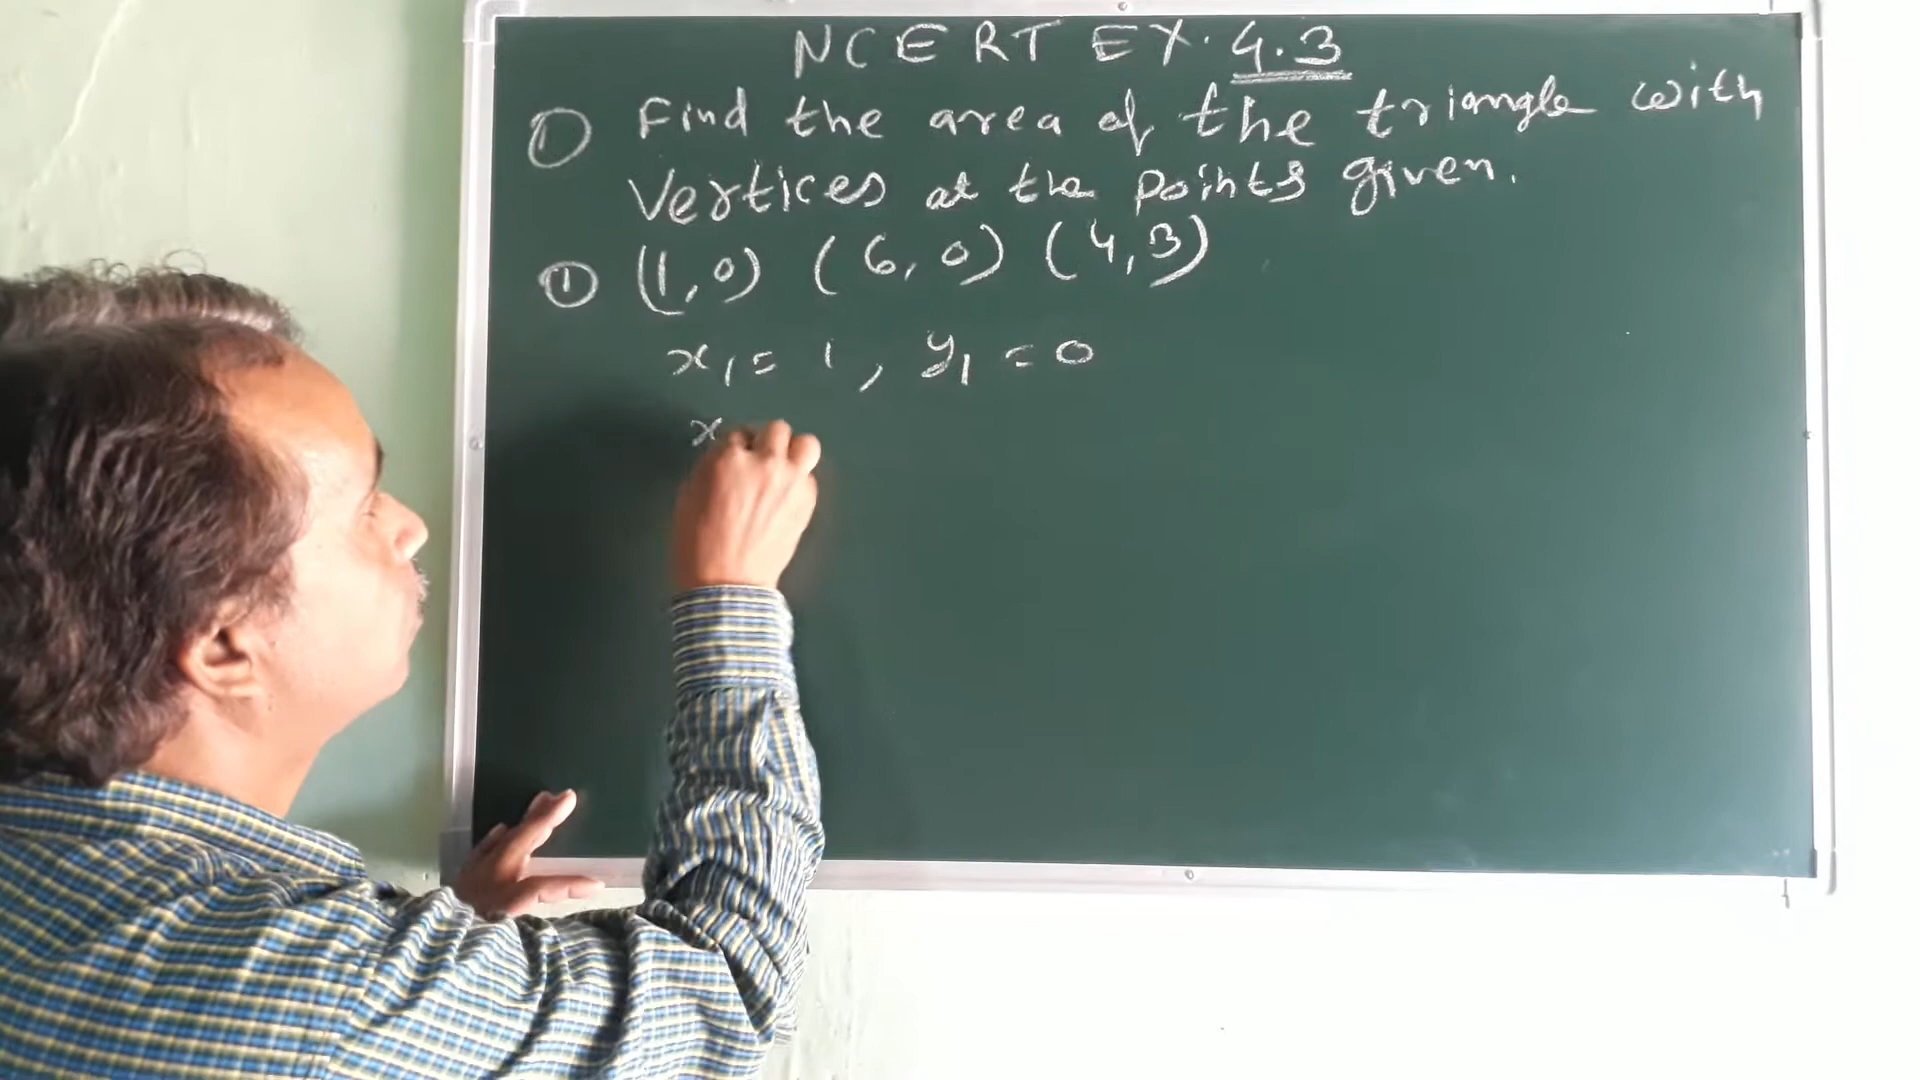 NCERT EX. 4.3
① Find the area of the triangle with
Vertices at the points given.
① (1,0) (6,0) (4,3)
x₁ = 1, y₁ = 0
x